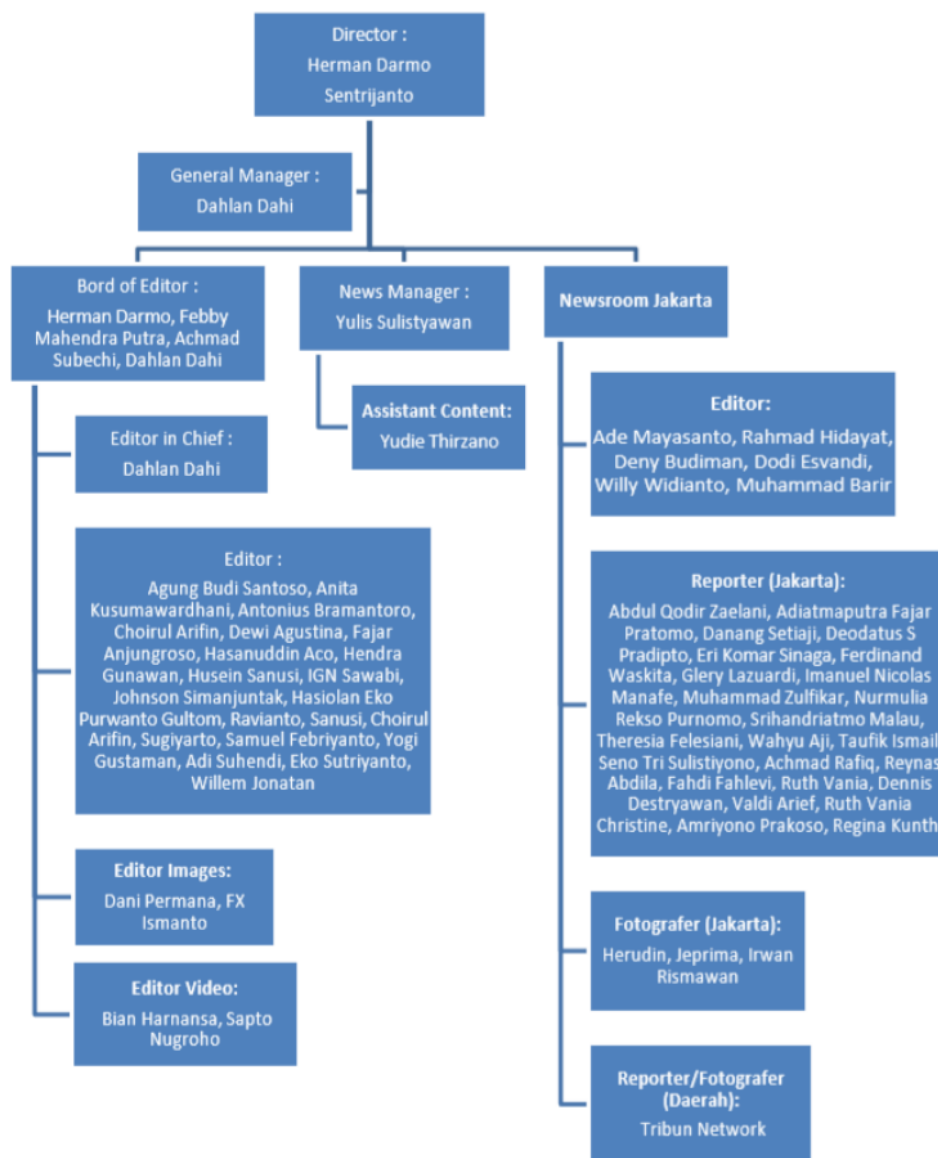 Director :
Herman Darmo
Sentrijanto
General Manager :
Dahlan Dahi
Bord of Editor :
Herman Darmo, Febby
Mahendra Putra, Achmad
Subechi, Dahlan Dahi
News Manager :
Yulis Sulistyawan
Newsroom Jakarta
Editor in Chief :
Dahlan Dahi
Assistant Content:
Yudie Thirzano
Editor:
Ade Mayasanto, Rahmad Hidayat,
Deny Budiman, Dodi Esvandi,
Willy Widianto, Muhammad Barir
Editor :
Agung Budi Santoso, Anita
Kusumawardhani, Antonius Bramantoro,
Choirul Arifin, Dewi Agustina, Fajar
Anjungroso, Hasanuddin Aco, Hendra
Gunawan, Husein Sanusi, IGN Sawabi,
Johnson Simanjuntak, Hasiolan Eko
Purwanto Gultom, Ravianto, Sanusi, Choirul
Arifin, Sugiyarto, Samuel Febriyanto, Yogi
Gustaman, Adi Suhendi, Eko Sutriyanto,
Willem Jonatan
Reporter (Jakarta):
Abdul Qodir Zaelani, Adiatmaputra Fajar
Pratomo, Danang Setiaji, Deodatus S
Pradipto, Eri Komar Sinaga, Ferdinand
Waskita, Glery Lazuardi, Imanuel Nicolas
Manafe, Muhammad Zulfikar, Nurmulia
Rekso Purnomo, Srihandriatmo Malau,
Theresia Felesiani, Wahyu Aji, Taufik Ismail
Seno Tri Sulistiyono, Achmad Rafiq, Reynas
Abdila, Fahdi Fahlevi, Ruth Vania, Dennis
Destryawan, Valdi Arief, Ruth Vania
Christine, Amriyono Prakoso, Regina Kunth
Editor Images:
Dani Permana, FX
Ismanto
Fotografer (Jakarta):
Herudin, Jeprima, Irwan
Rismawan
Editor Video:
Bian Harnansa, Sapto
Nugroho
Reporter/Fotografer
(Daerah):
Tribun Network